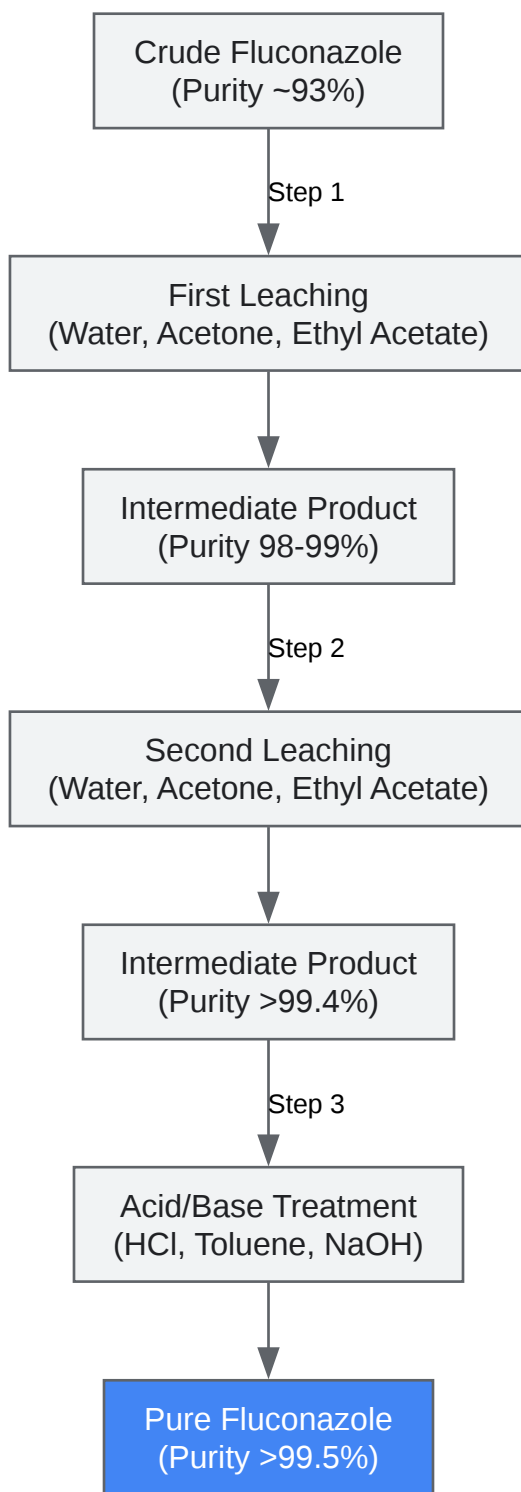 Crude Fluconazole
(Purity ~93%)
Step 1
First Leaching
(Water, Acetone, Ethyl Acetate)
Intermediate Product
(Purity 98-99%)
Step 2
Second Leaching
(Water, Acetone, Ethyl Acetate)
Intermediate Product
(Purity >99.4%)
Step 3
Acid/Base Treatment
(HCl, Toluene, NaOH)
Pure Fluconazole
(Purity >99.5%)